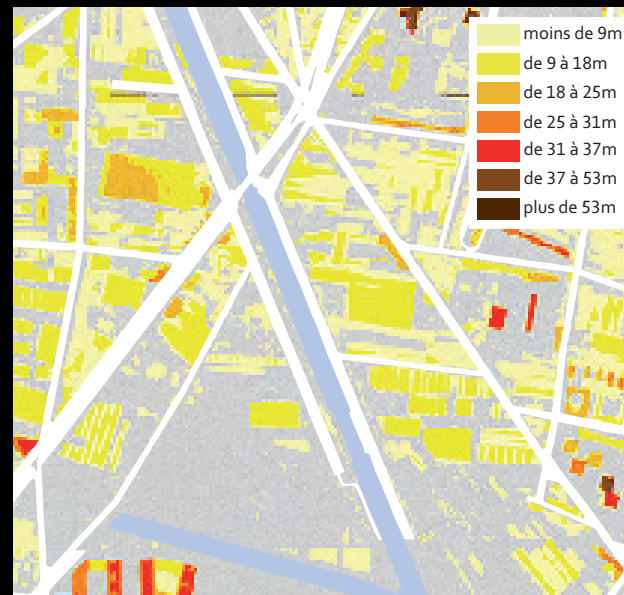 moins de 9m
de 9 à 18m
de 18 à 25m
de 25 à 31m
de 31 à 37m
de 37 à 53m
plus de 53m